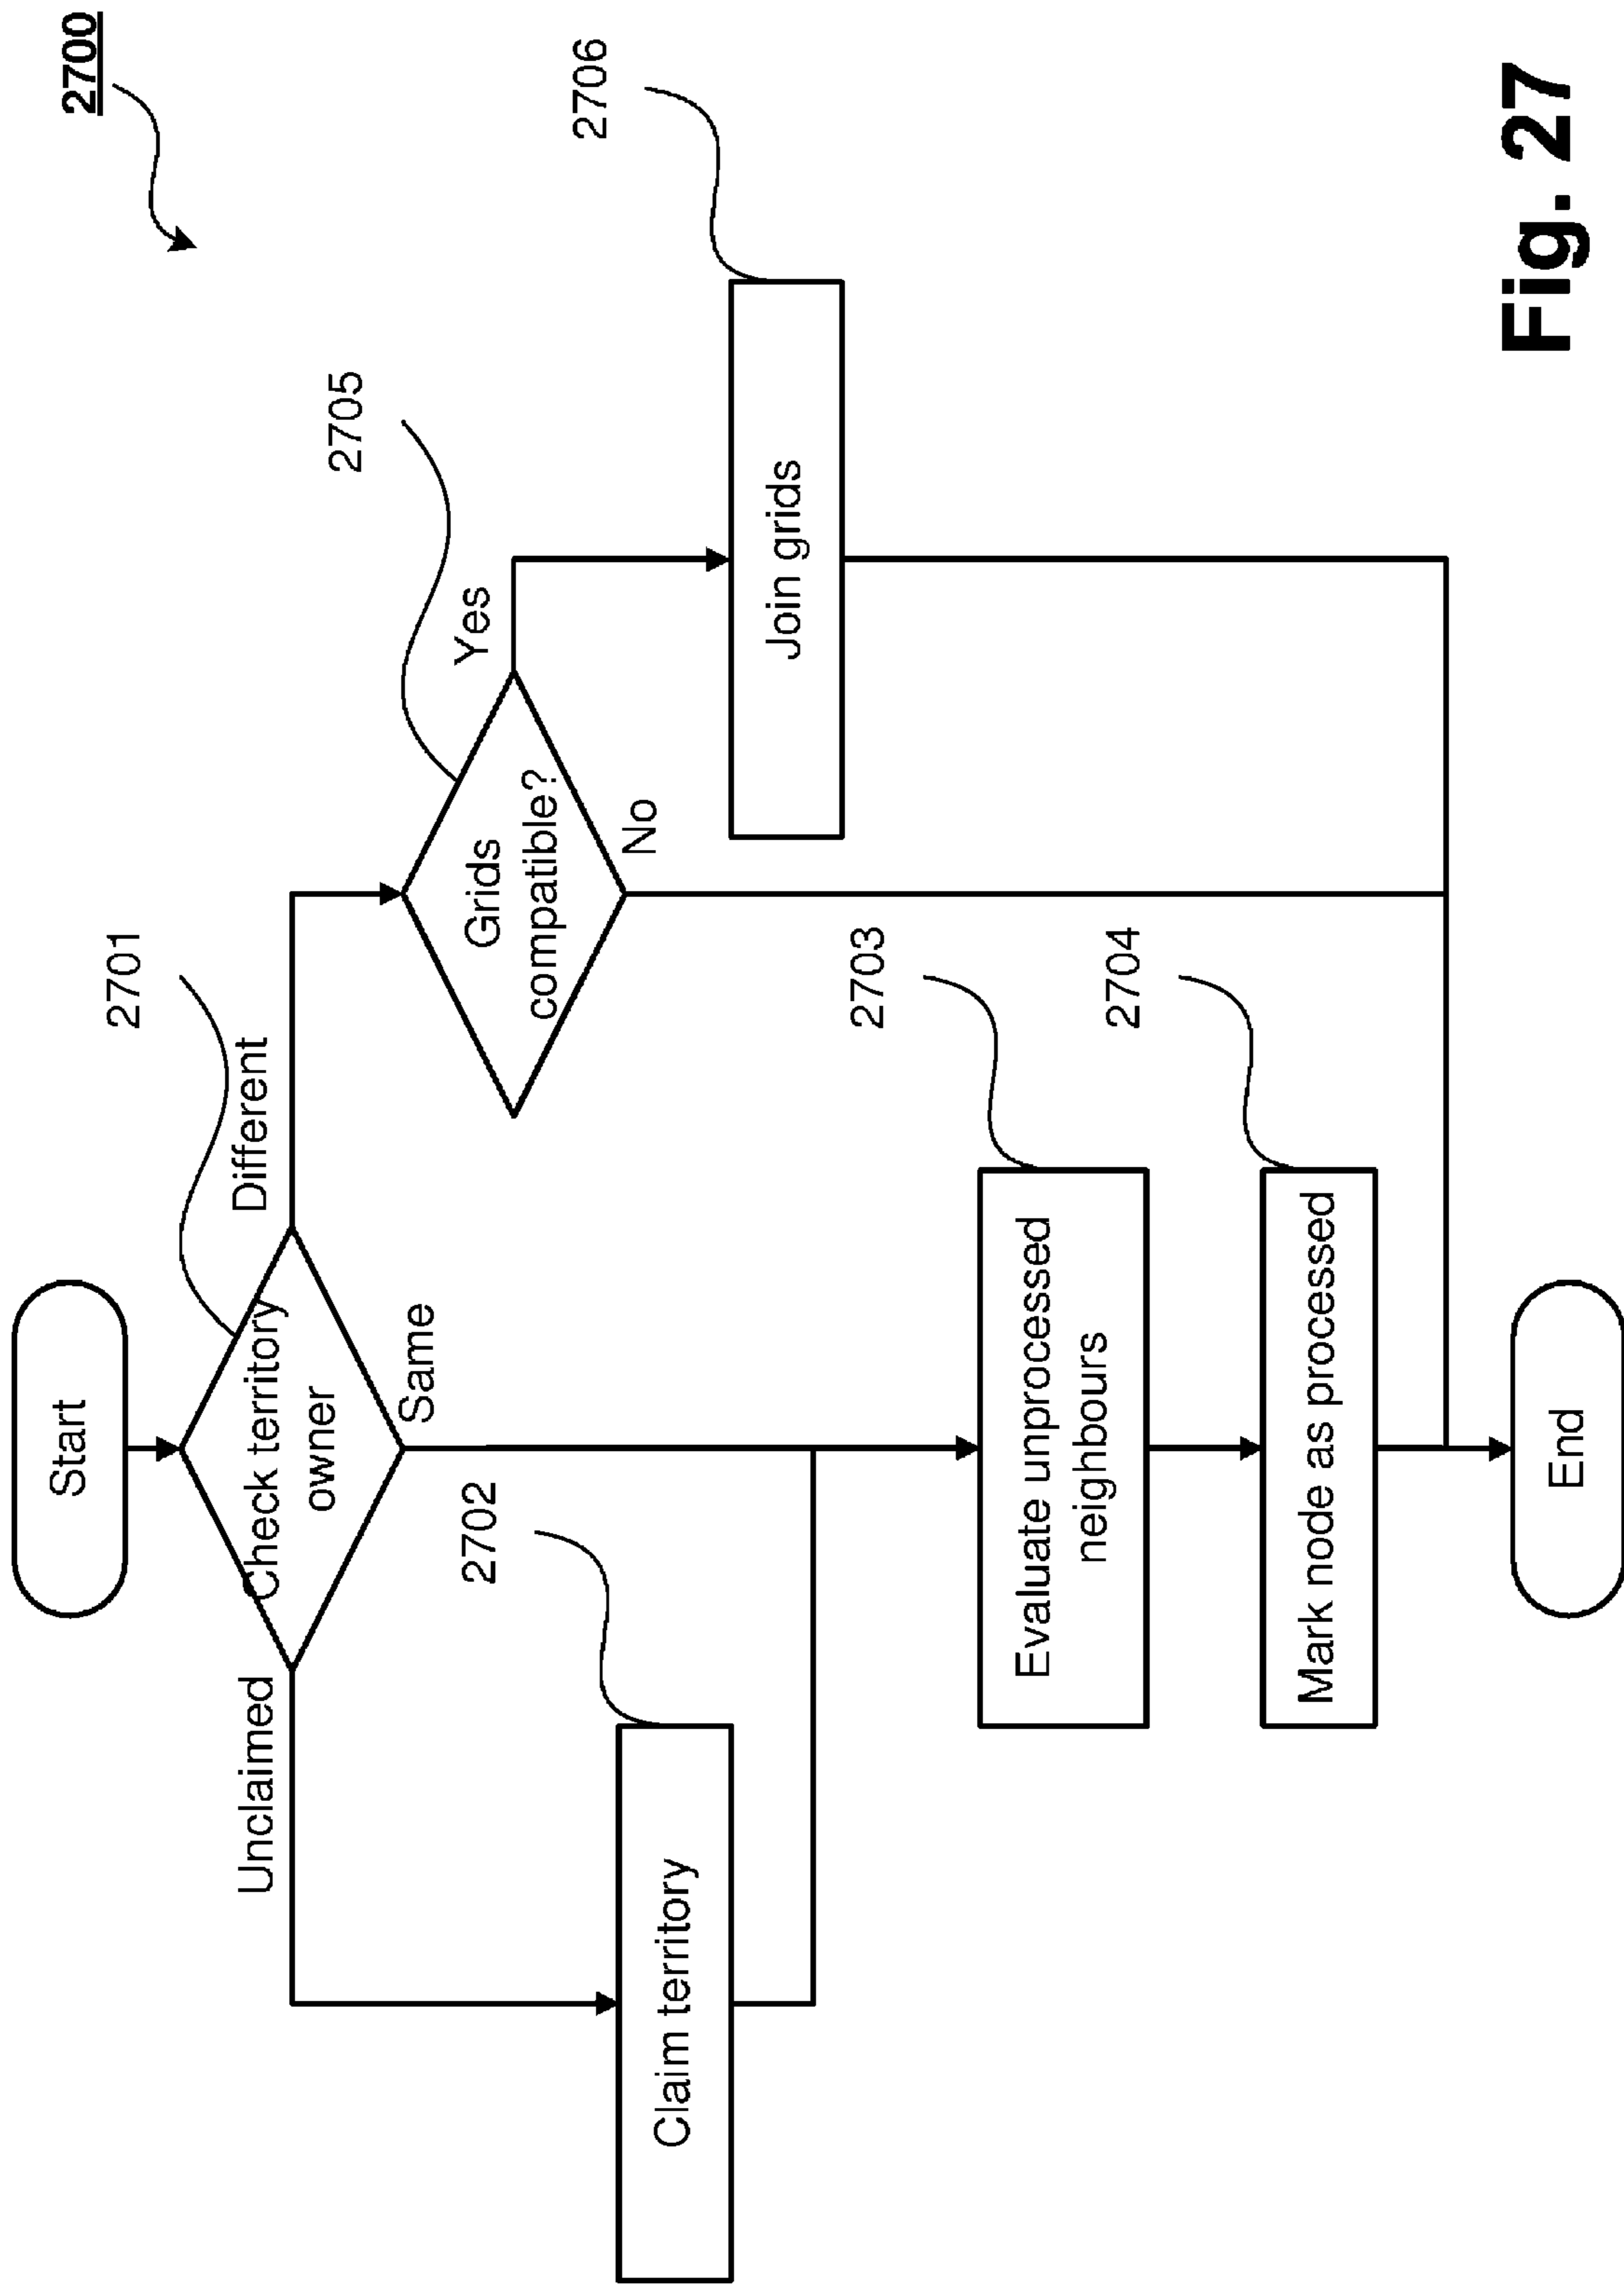 2700
Start
2701
Check territory
owner
Unclaimed
Different
Same
2705
Grids
compatible?
Yes
No
2702
Claim territory
2706
Join grids
2703
Evaluate unprocessed
neighbours
2704
Mark node as processed
End
Fig. 27